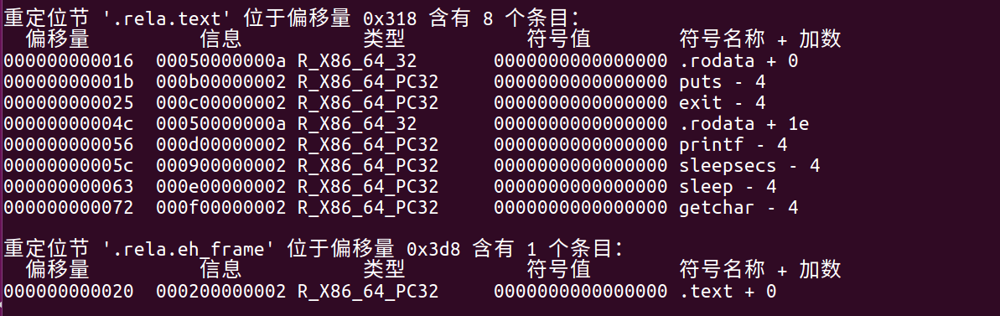 重定位节 '.rela.text' 位于偏移量 0x318 含有 8 个条目：
偏移量 信息 类型 符号值 符号名称 + 加数
000000000016 00050000000a R_X86_64_32 0000000000000000 .rodata + 0
00000000001b 000b00000002 R_X86_64_PC32 0000000000000000 puts - 4
000000000025 000c00000002 R_X86_64_PC32 0000000000000000 exit - 4
00000000004c 00050000000a R_X86_64_32 0000000000000000 .rodata + 1e
000000000056 000d00000002 R_X86_64_PC32 0000000000000000 printf - 4
00000000005c 000900000002 R_X86_64_PC32 0000000000000000 sleepsecs - 4
000000000063 000e00000002 R_X86_64_PC32 0000000000000000 sleep - 4
000000000072 000f00000002 R_X86_64_PC32 0000000000000000 getchar - 4
重定位节 '.rela.eh_frame' 位于偏移量 0x3d8 含有 1 个条目：
偏移量 信息 类型 符号值 符号名称 + 加数
000000000020 000200000002 R_X86_64_PC32 0000000000000000 .text + 0